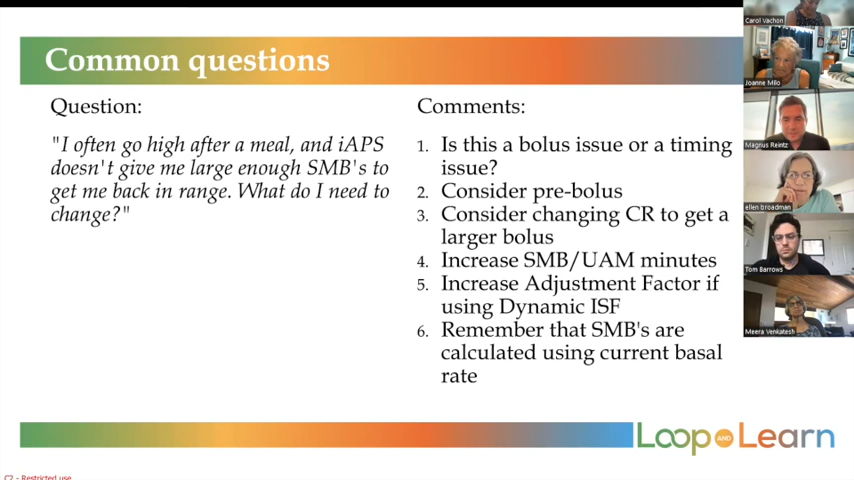 Common questions
Question:
"I often go high after a meal, and iAPS
doesn't give me large enough SMB's to
get me back in range. What do I need to
change?"
Comments:
1. Is this a bolus issue or a timing
issue?
2. Consider pre-bolus
3. Consider changing CR to get a
larger bolus
4. Increase SMB/UAM minutes
5. Increase Adjustment Factor if
using Dynamic ISF
6. Remember that SMB's are
calculated using current basal
rate
Loop AND Learn
C2 - Restricted use
Carol Vachon
Joanne Milo
Magnus Reintz
ellen broadman
Tom Barrows
Meera Venkatesh